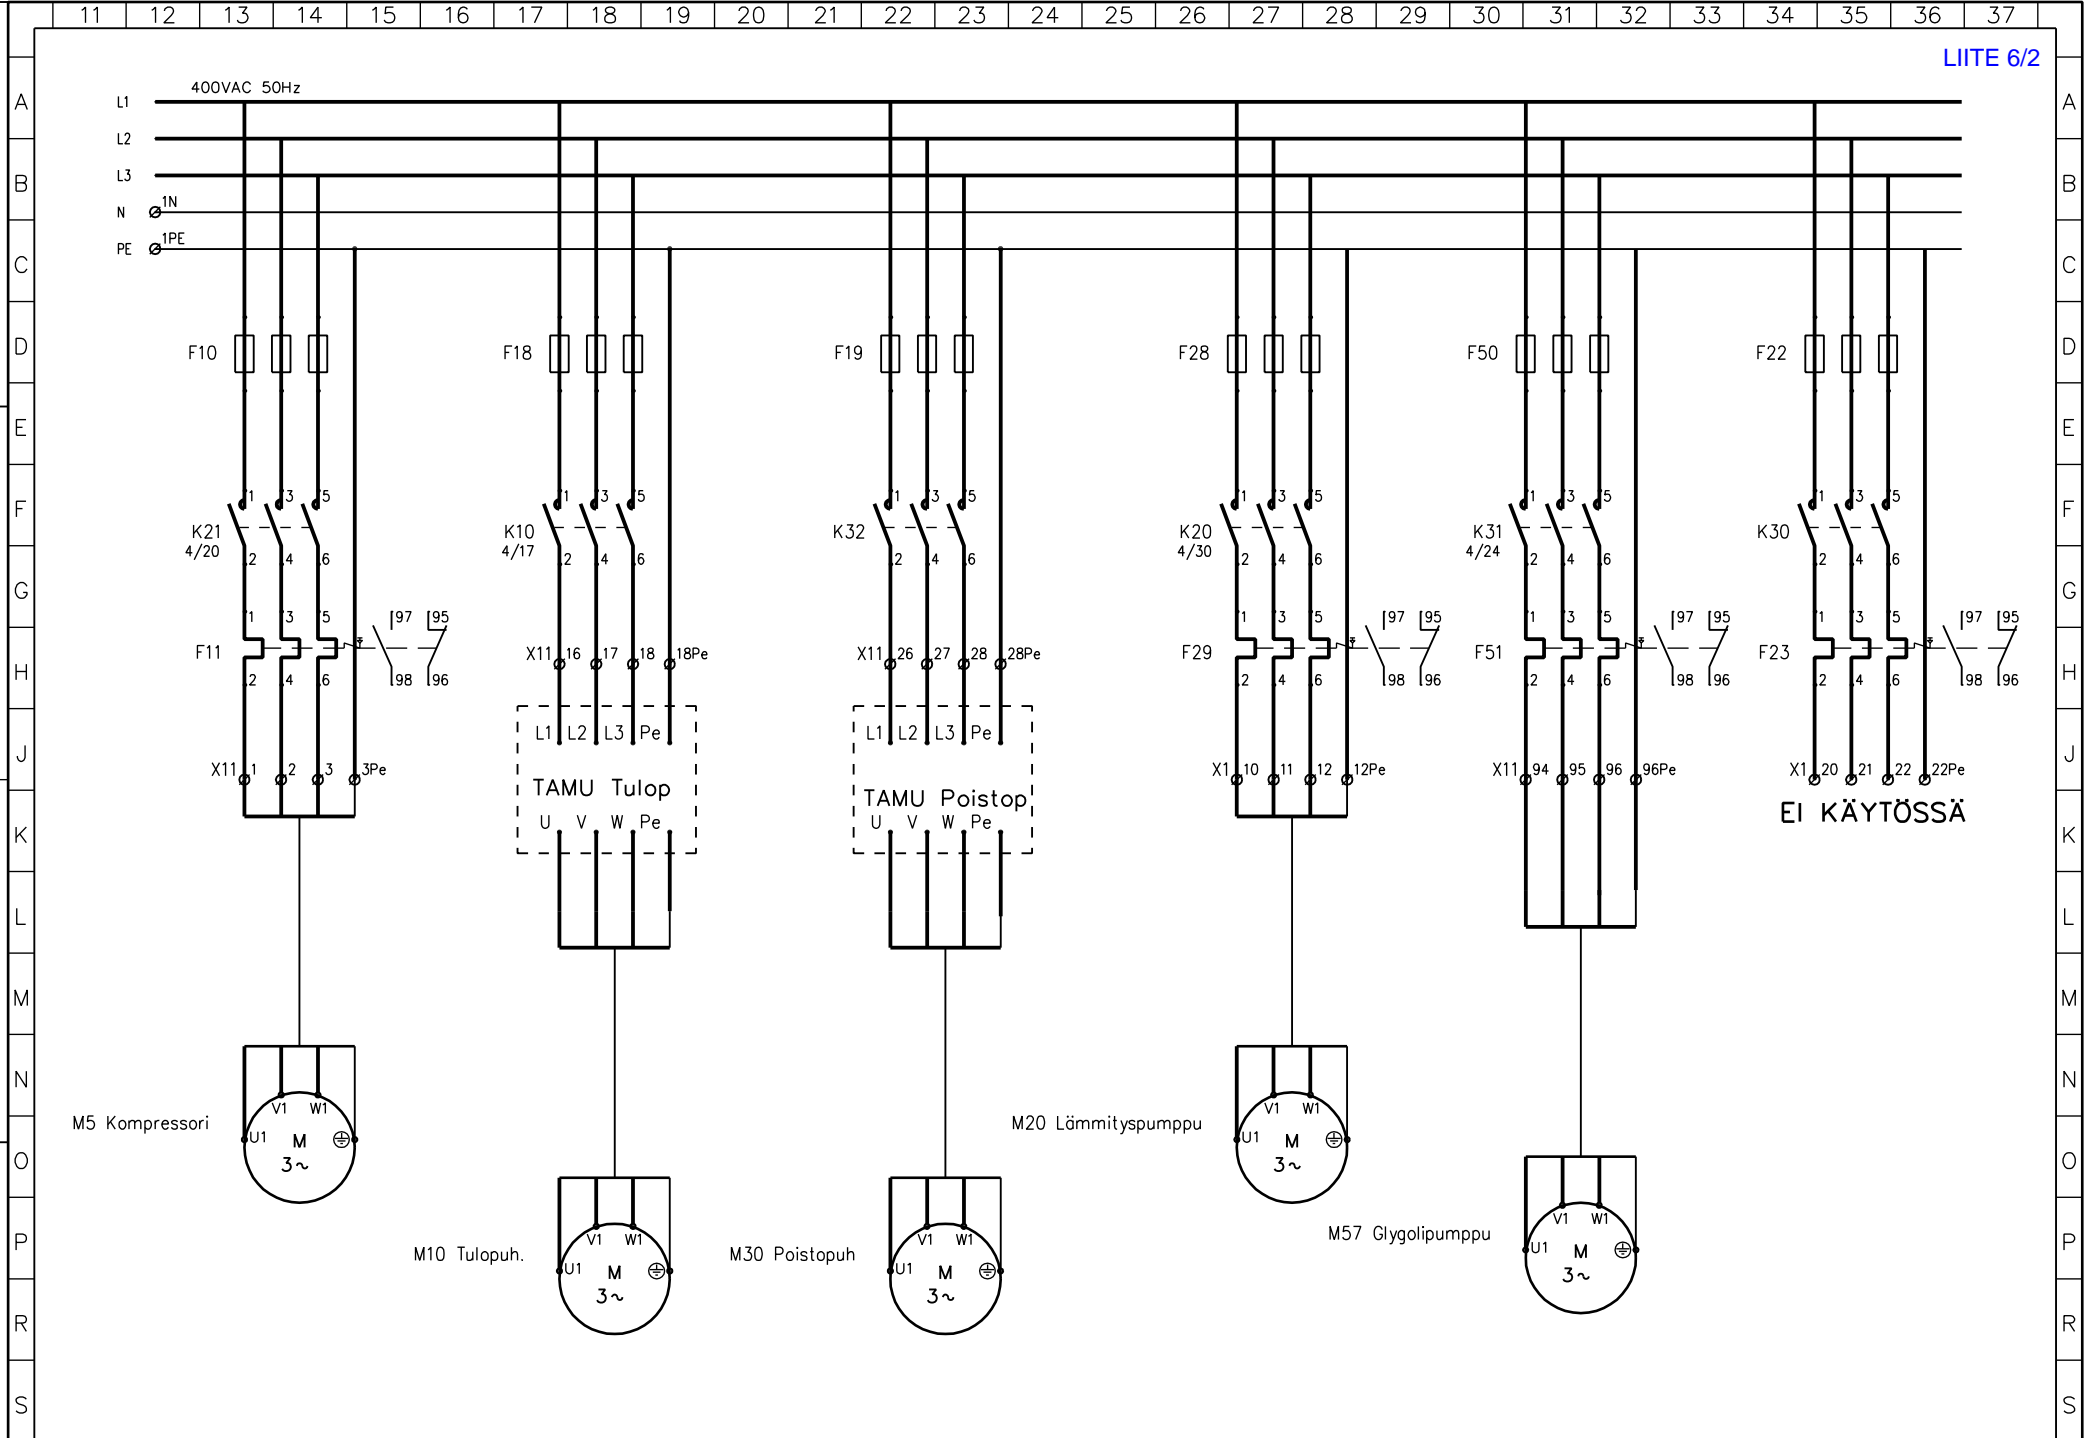 11 12 13 14 15 16 17 18 19 20 21 22 23 24 25 26 27 28 29 30 31 32 33 34 35 36 37
LIITE 6/2
400VAC 50Hz
A L1 A
L2
B L3 B
N 1N
PE 1PE
C C
D F10 F18 F19 F28 F50 F22 D
E E
1 3 5 1 3 5 1 3 5 1 3 5 1 3 5 1 3 5
F K21 K10 K32 K20 K31 K30 F
4/20 4/17 4/30 4/24
2 4 6 2 4 6 2 4 6 2 4 6 2 4 6 2 4 6
G G
1 3 5 97 95 1 3 5 97 95 1 3 5 97 95 1 3 5 97 95
F11 X11 16 17 18 18Pe X11 26 27 28 28Pe F29 F51 F23
H H
2 4 6 98 96 2 4 6 98 96 2 4 6 98 96 2 4 6 98 96
L1 L2 L3 Pe L1 L2 L3 Pe
J J
X11 1 2 3 3Pe X1 10 11 12 12Pe X11 94 95 96 96Pe X1 20 21 22 22Pe
TAMU Tulop TAMU Poistop EI KÄYTÖSSÄ
U V W Pe U V W Pe
K K
L L
M M
N N
V1 W1 V1 W1
M5 Kompressori M20 Lämmityspumppu
U1 M U1 M
3~ 3~
O O
V1 W1
M57 Glygolipumppu
U1 M
3~
P P
V1 W1 V1 W1
M10 Tulopuh. M30 Poistopuh
U1 M U1 M
3~ 3~
R R
S S